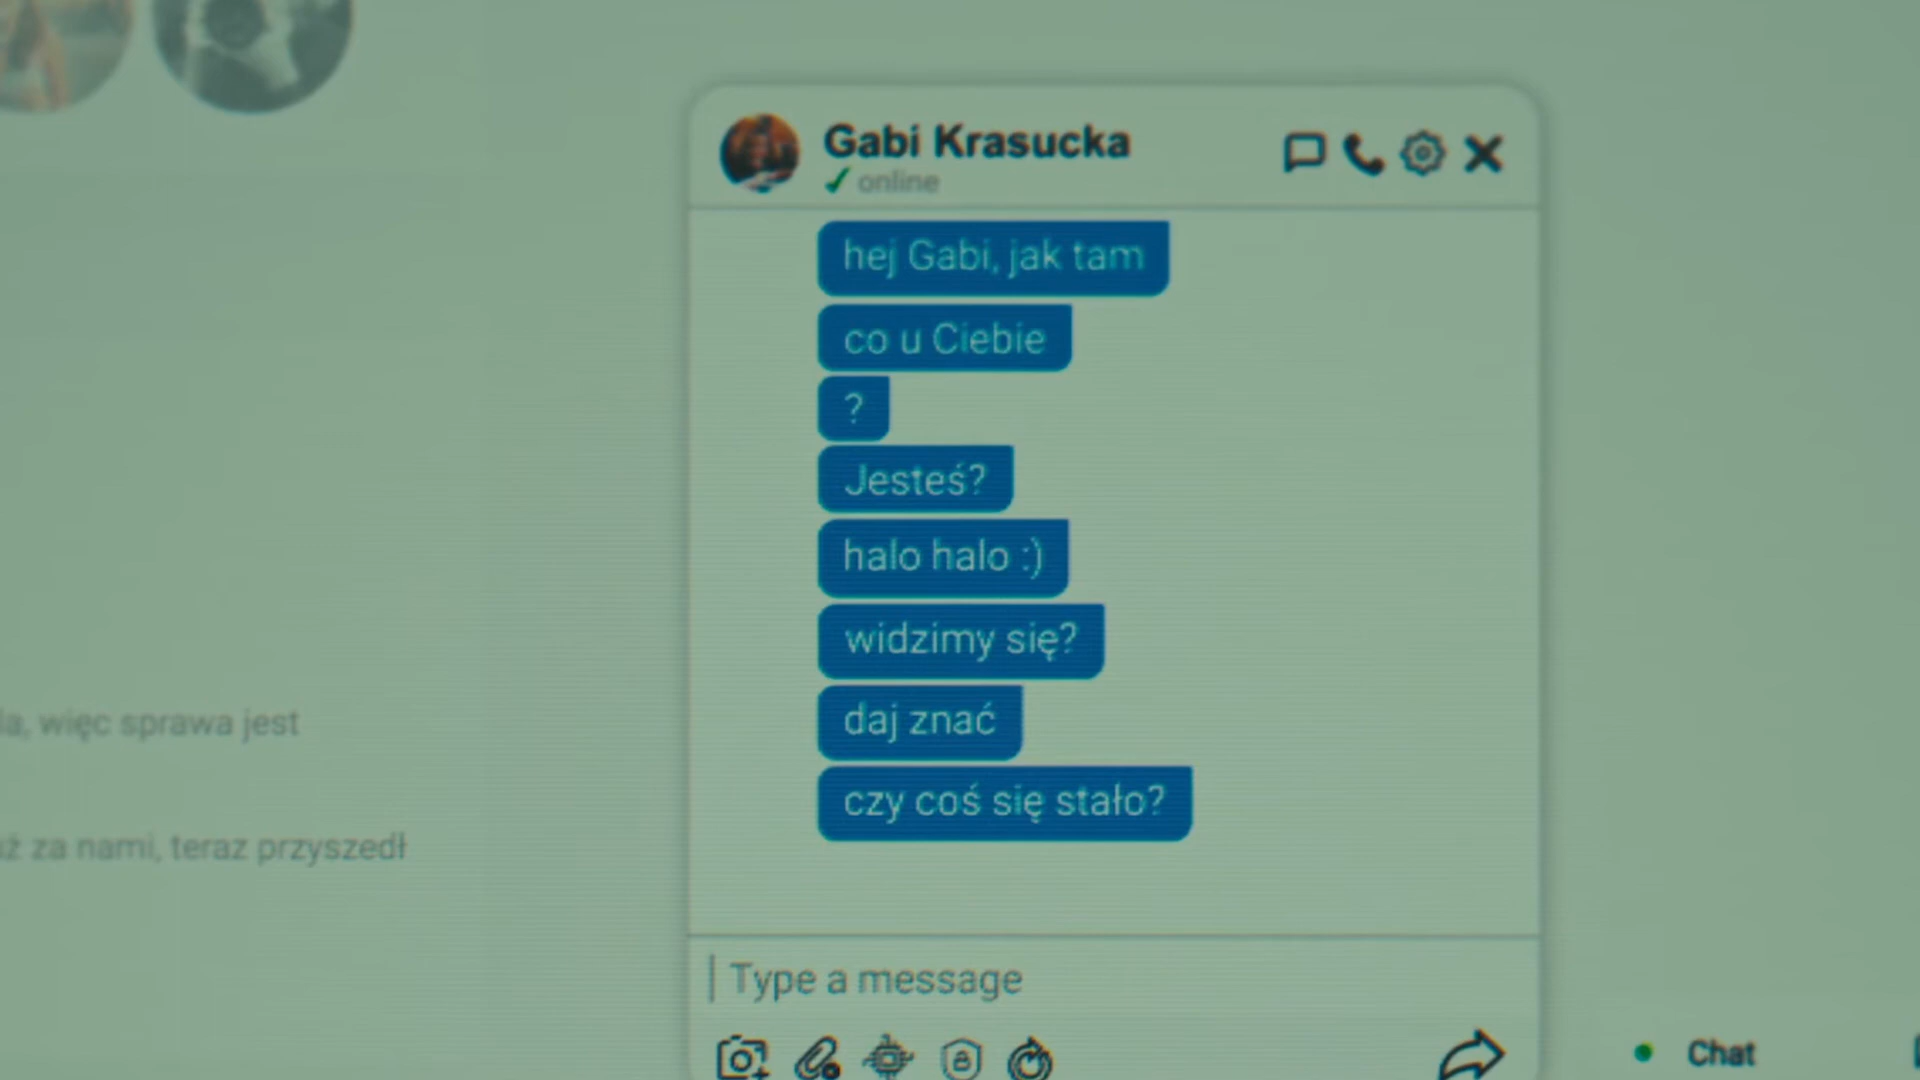 Gabi Krasucka
online
hej Gabi, jak tam
co u Ciebie
?
Jesteś?
halo halo :)
widzimy się?
daj znać
czy coś się stało?
więc sprawa jest
za nami, teraz przyszedł
Type a message
Chat